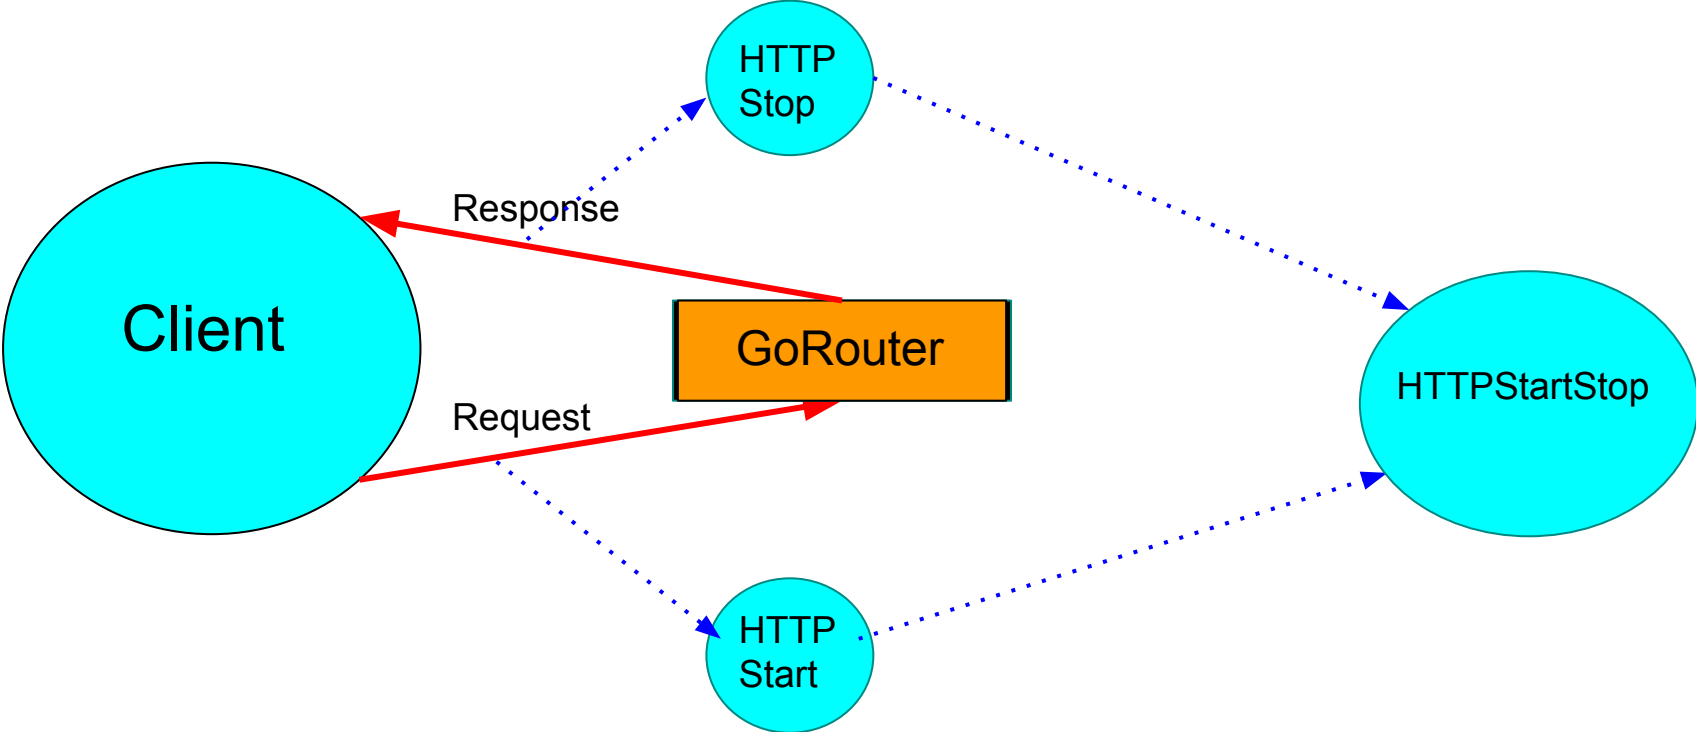 HTTP
Stop
Response
Client
GoRouter
HTTPStartStop
Request
HTTP
Start